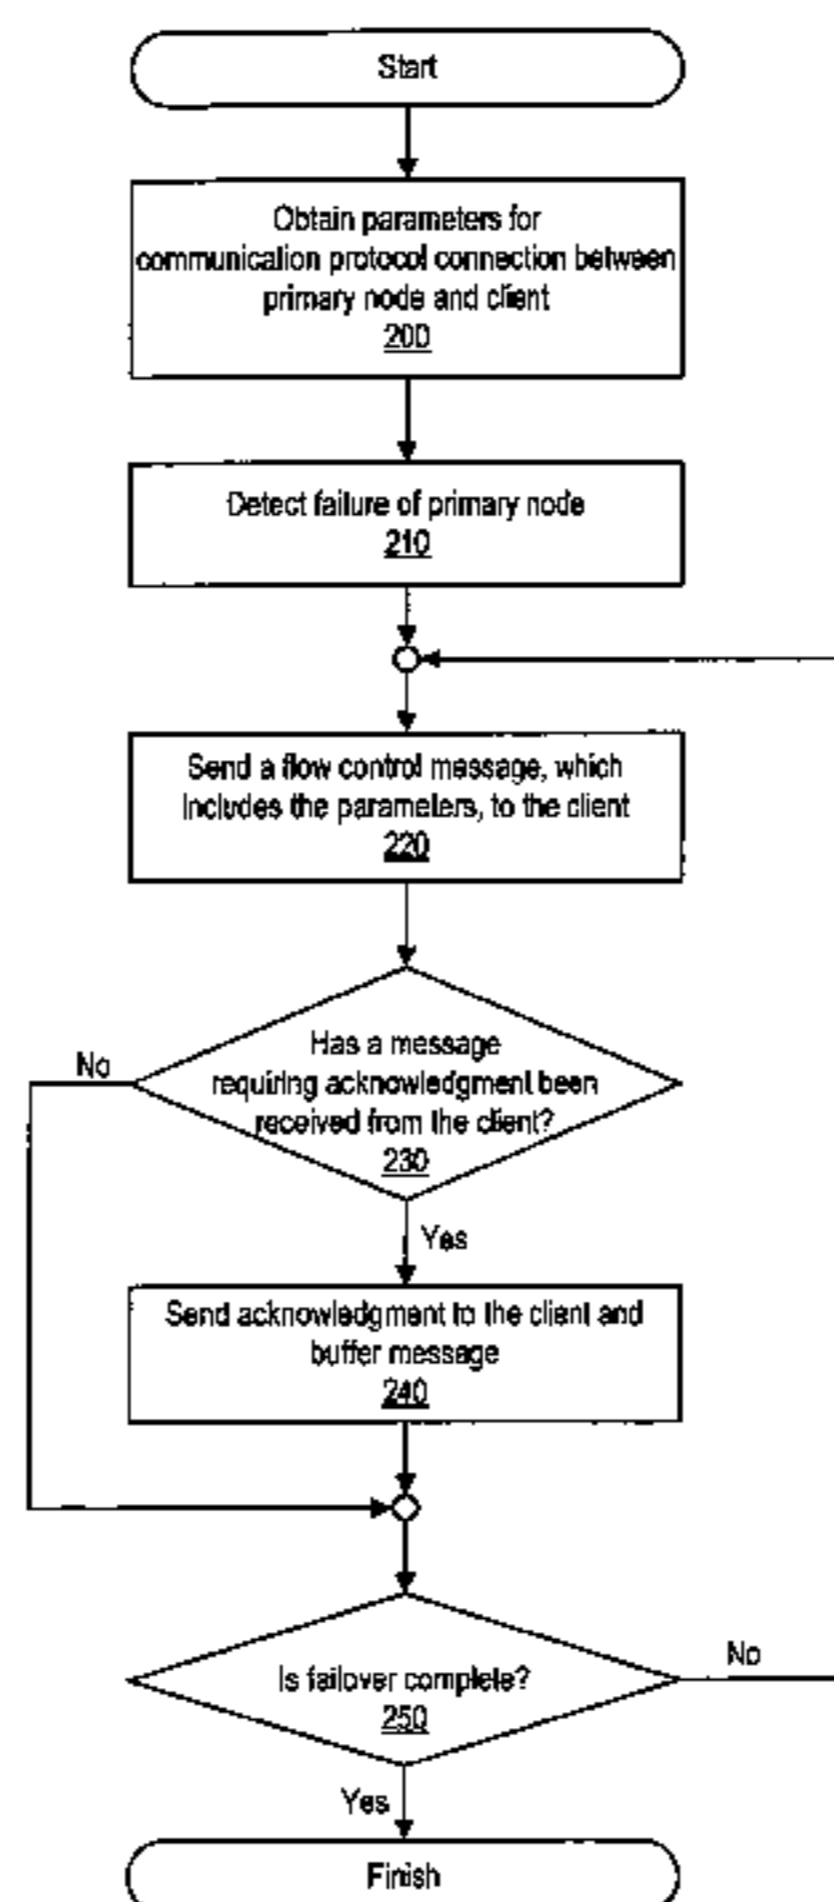 Start
Obtain parameters for
communication protocol connection between
primary node and client
200
Detect failure of primary node
210
Send a flow control message, which
includes the parameters, to the client
220
Has a message
requiring acknowledgment been
received from the client?
230
No
Yes
Send acknowledgment to the client and
buffer message
240
Is failover complete?
250
No
Yes
Finish